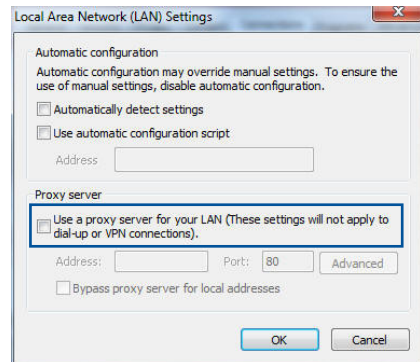 Local Area Network (LAN) Settings
Automatic configuration
Automatic configuration may override manual settings. To ensure the
use of manual settings, disable automatic configuration.
Automatically detect settings
Use automatic configuration script
Address
Proxy server
Use a proxy server for your LAN (These settings will not apply to
dial-up or VPN connections).
Address:
Port: 80 Advanced
Bypass proxy server for local addresses
OK Cancel